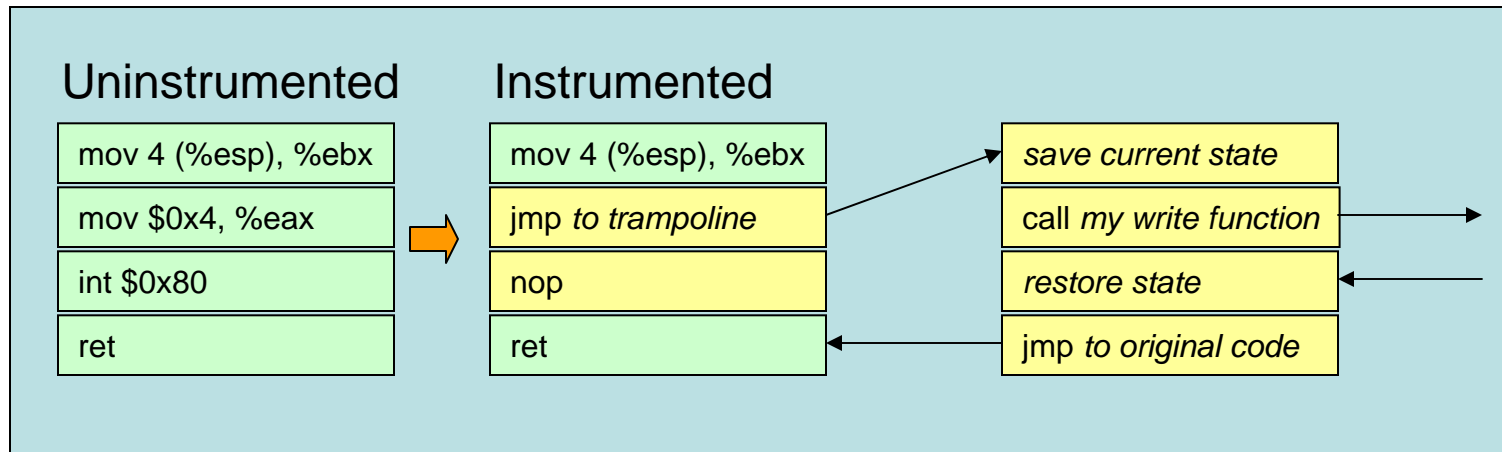 Uninstrumented
mov 4 (%esp), %ebx
mov $0x4, %eax
int $0x80
ret
Instrumented
mov 4 (%esp), %ebx
jmp to trampoline
nop
ret
save current state
call my write function
restore state
jmp to original code